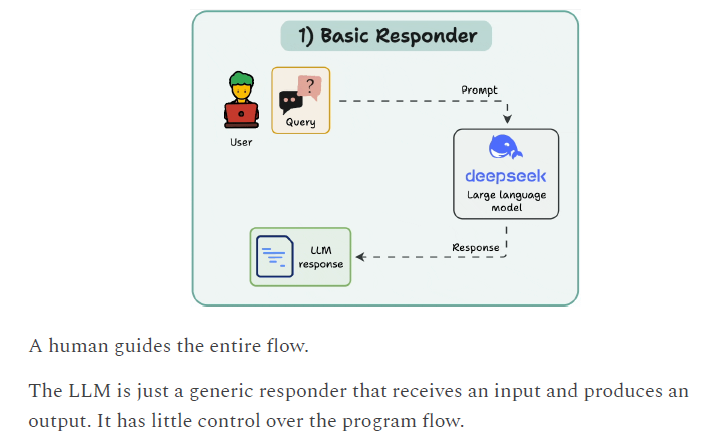 1) Basic Responder
Prompt
?
Query
User
deepseek
Large language
model
Response
LLM
response
A human guides the entire flow.
The LLM is just a generic responder that receives an input and produces an
output. It has little control over the program flow.